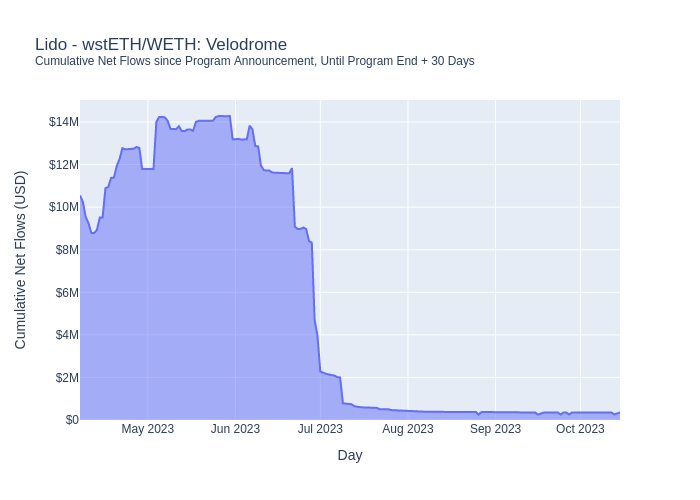 Lido - wstETH/WETH: Velodrome
Cumulative Net Flows since Program Announcement, Until Program End + 30 Days
Cumulative Net Flows (USD)
$14M
$12M
$10M
$8M
$6M
$4M
$2M
$0
May 2023
Jun 2023
Jul 2023
Aug 2023
Sep 2023
Oct 2023
Day